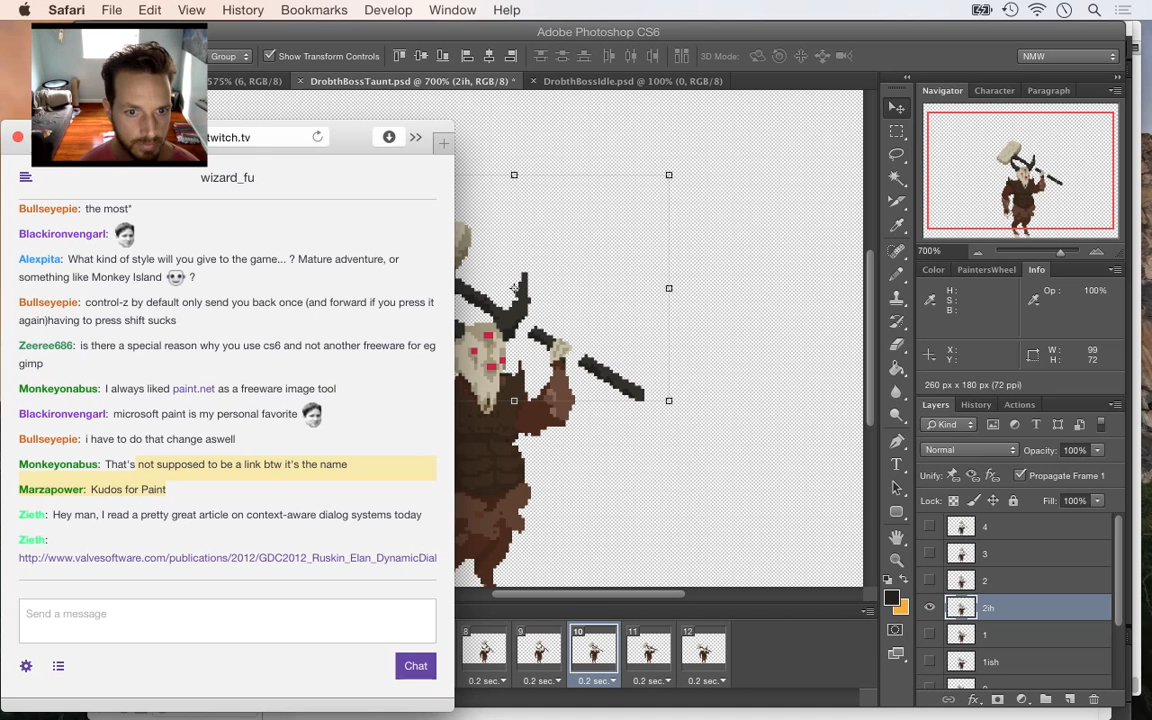 Safari File Edit View History Bookmarks Develop Window Help
Adobe Photoshop CS6
Group Show Transform Controls 3D Mode: NMW
575% (6, RGB/8) × DrobthBossTaunt.psd @ 700% (2ih, RGB/8) * × DrobthBossIdle.psd @ 100% (0, RGB/8)
twitch.tv
wizard_fu
Bullseyepie: the most*
Blackironvengarl:
Alexpita: What kind of style will you give to the game... ? Mature adventure, or
something like Monkey Island ?
Bullseyepie: control-z by default only send you back once (and forward if you press it
again)having to press shift sucks
Zeeree686: is there a special reason why you use cs6 and not another freeware for eg
gimp
Monkeyonabus: I always liked paint.net as a freeware image tool
Blackironvengarl: microsoft paint is my personal favorite
Bullseyepie: i have to do that change aswell
Monkeyonabus: That's not supposed to be a link btw it's the name
Marzapower: Kudos for Paint
Zieth: Hey man, I read a pretty great article on context-aware dialog systems today
Zieth:
http://www.valvesoftware.com/publications/2012/GDC2012_Ruskin_Elan_DynamicDial
Send a message
Chat
8 9 10 11 12
0.2 sec. 0.2 sec. 0.2 sec. 0.2 sec. 0.2 sec.
Navigator Character Paragraph
700%
Color PaintersWheel Info
H: Op: 100%
S:
B:
X: W: 99
Y: H: 72
260 px x 180 px (72 ppi)
Layers History Actions
Kind
Normal Opacity: 100%
Unify: Propagate Frame 1
Lock: Fill: 100%
4
3
2
2ih
1
1ish